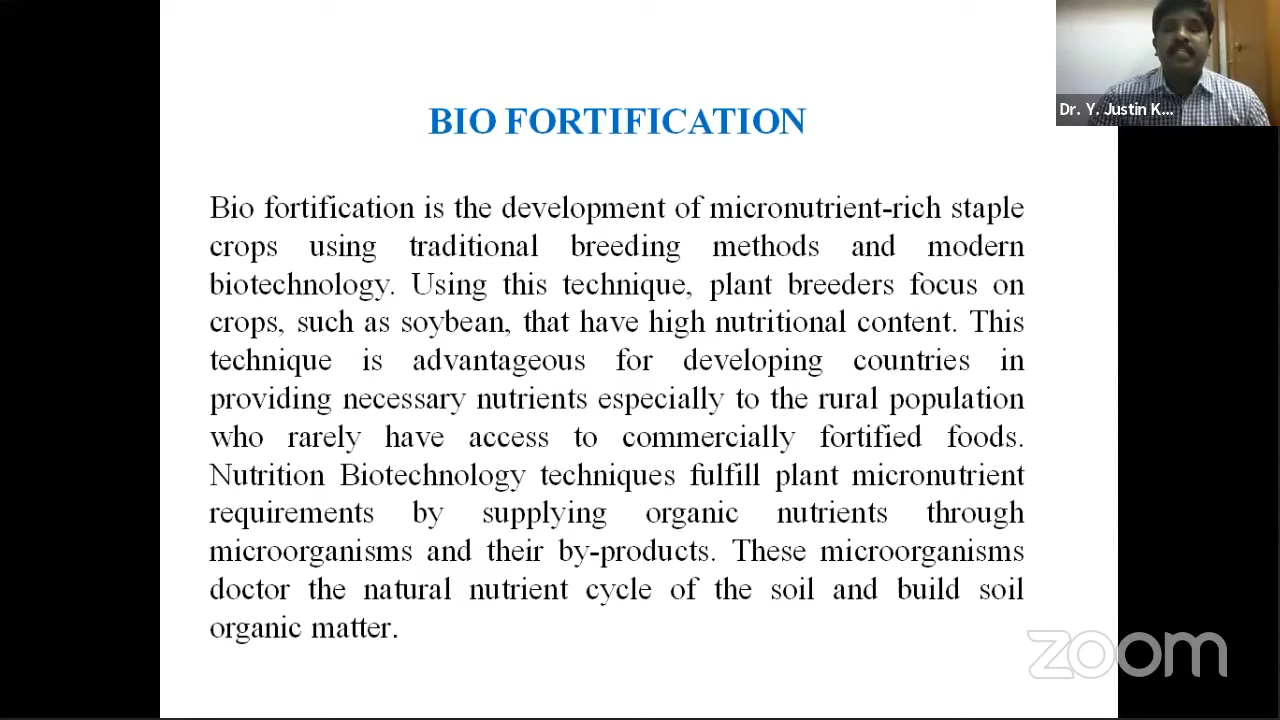 BIO FORTIFICATION
Bio fortification is the development of micronutrient-rich staple
crops using traditional breeding methods and modern
biotechnology. Using this technique, plant breeders focus on
crops, such as soybean, that have high nutritional content. This
technique is advantageous for developing countries in
providing necessary nutrients especially to the rural population
who rarely have access to commercially fortified foods.
Nutrition Biotechnology techniques fulfill plant micronutrient
requirements by supplying organic nutrients through
microorganisms and their by-products. These microorganisms
doctor the natural nutrient cycle of the soil and build soil
organic matter.
Dr. Y. Justin K...
zoom